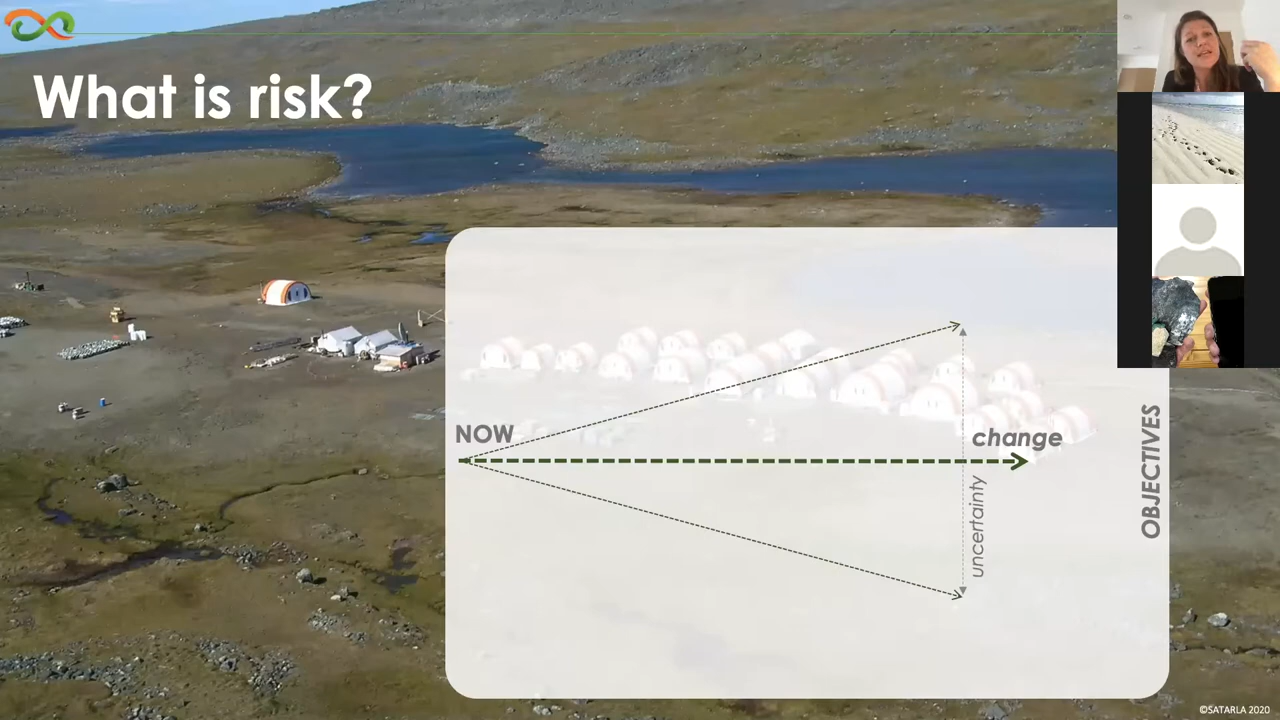 What is risk?
NOW
change
uncertainty
OBJECTIVES
©SATARLA 2020